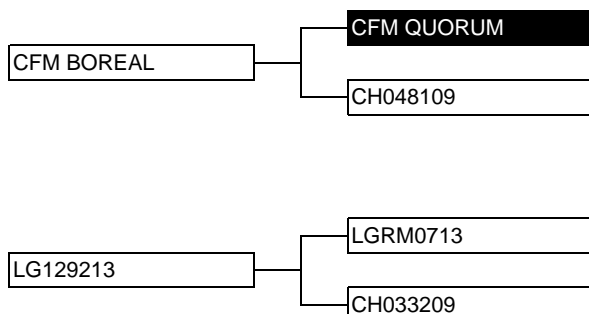 CFM QUORUM
CFM BOREAL
CH048109
LGRM0713
LG129213
CH033209